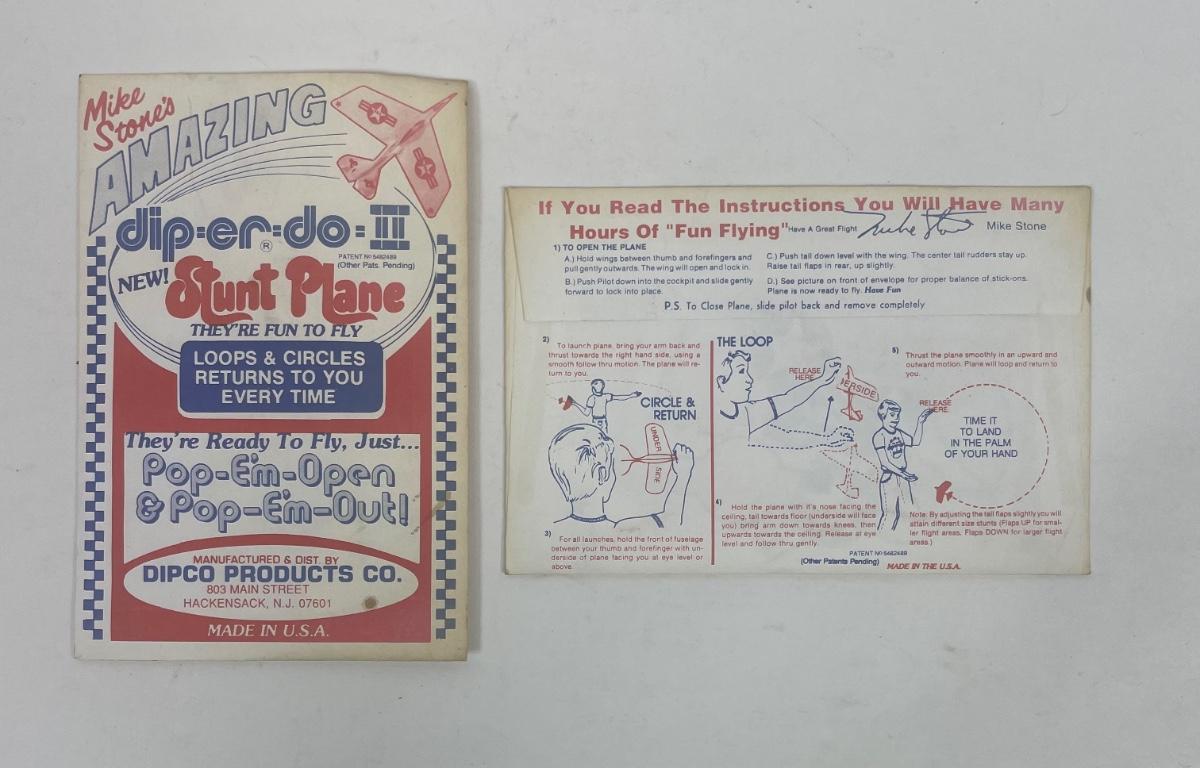 Mike
Stone's
AMAZING
dip-er-do-III
®
PATENT No 5482489
(Other Pats. Pending)
NEW!
Stunt Plane
THEY'RE FUN TO FLY
LOOPS & CIRCLES
RETURNS TO YOU
EVERY TIME
They're Ready To Fly, Just...
Pop-E'm-Open
& Pop-E'm-Out!
MANUFACTURED & DIST. BY
DIPCO PRODUCTS CO.
803 MAIN STREET
HACKENSACK, N.J. 07601
MADE IN U.S.A.
If You Read The Instructions You Will Have Many
Hours Of "Fun Flying"
Have A Great Flight
Mike Stone
Mike Stone
1) TO OPEN THE PLANE
A.) Hold wings between thumb and forefingers and
pull gently outwards. The wing will open and lock in.
B.) Push Pilot down into the cockpit and slide gently
forward to lock into place.
C.) Push tail down level with the wing. The center tail rudders stay up.
Raise tail flaps in rear, up slightly.
D.) See picture on front of envelope for proper balance of stick-ons.
Plane is now ready to fly. Have Fun
P.S. To Close Plane, slide pilot back and remove completely
2)
To launch plane, bring your arm back and
thrust towards the right hand side, using a
smooth follow thru motion. The plane will re-
turn to you.
CIRCLE &
RETURN
UNDER
SIDE
3)
For all launches, hold the front of fuselage
between your thumb and forefinger with un-
derside of plane facing you at eye level or
above.
THE LOOP
RELEASE
HERE
ERSIDE
4)
Hold the plane with it's nose facing the
ceiling, tail towards floor (underside will face
you) bring arm down towards knees, then
upwards towards the ceiling. Release at eye
level and follow thru gently.
5)
Thrust the plane smoothly in an upward and
outward motion. Plane will loop and return to
you.
RELEASE
HERE
TIME IT
TO LAND
IN THE PALM
OF YOUR HAND
Note: By adjusting the tail flaps slightly you will
attain different size stunts (Flaps UP for smal-
ler flight areas. Flaps DOWN for larger flight
areas.)
PATENT No 5482489
(Other Patents Pending)
MADE IN THE U.S.A.